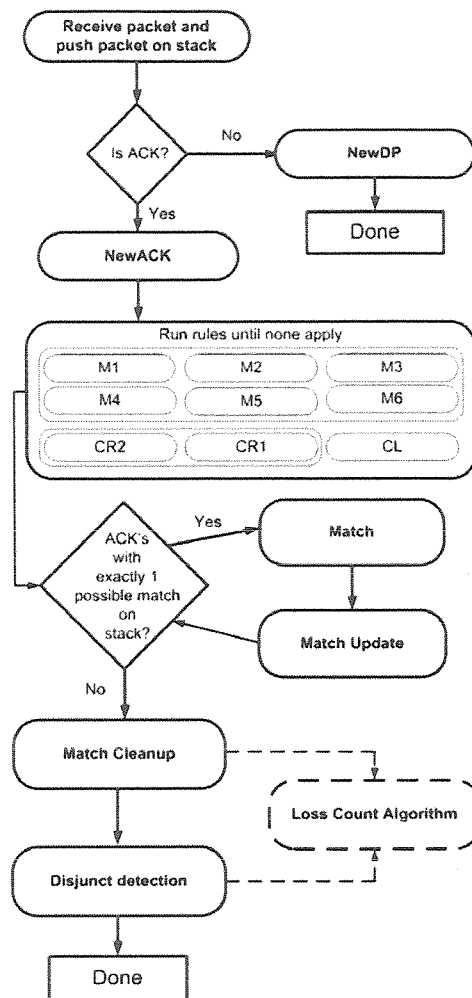 Receive packet and
push packet on stack
Is ACK?
No
NewDP
Yes
Done
NewACK
Run rules until none apply
M1 M2 M3
M4 M5 M6
CR2 CR1 CL
ACK's
with
exactly 1
possible match
on
stack?
Yes
Match
Match Update
No
Match Cleanup
Loss Count Algorithm
Disjunct detection
Done